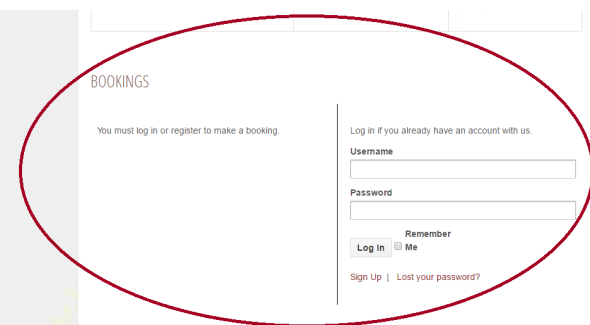 BOOKINGS
You must log in or register to make a booking.
Log in if you already have an account with us.
Username
Password
Remember
Log In Me
Sign Up | Lost your password?